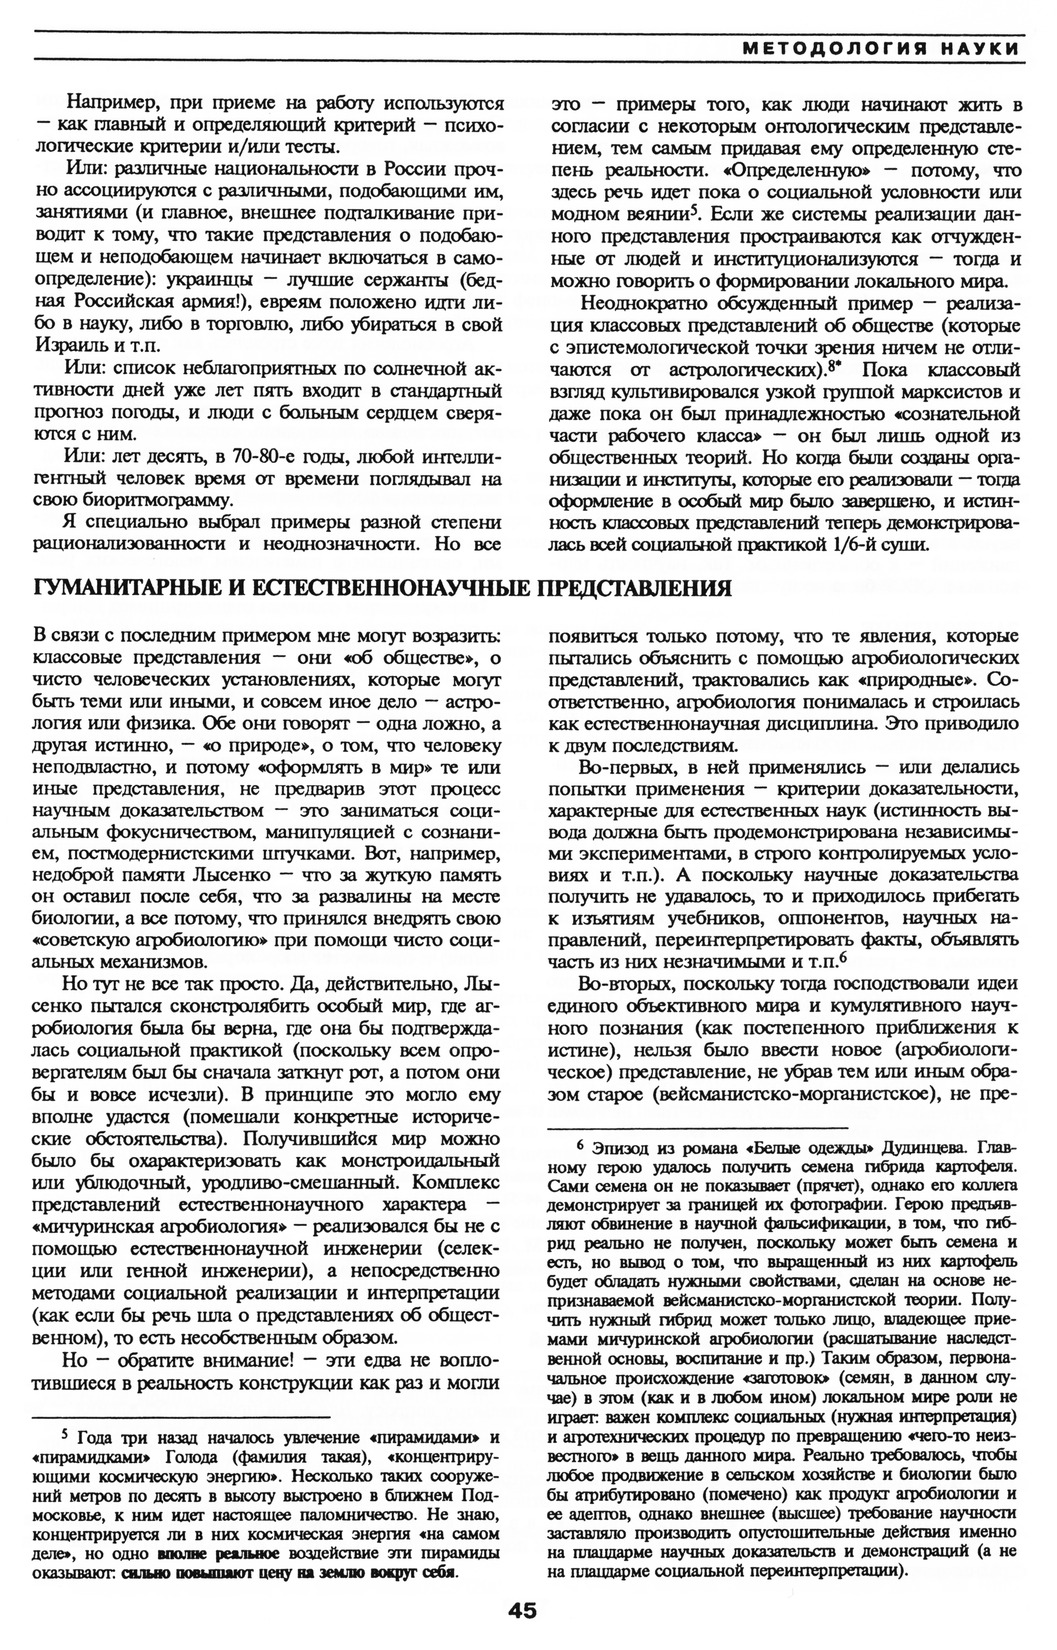 МЕТОДОЛОГИЯ НАУКИ
Например, при приеме на работу используются
— как главный и определяющий критерий — психо-
логические критерии и/или тесты.
Или: различные национальности в России проч-
но ассоциируются с различными, подобающими им,
занятиями (и главное, внешнее подталкивание при-
водит к тому, что такие представления о подобаю-
щем и неподобающем начинает включаться в само-
определение): украинцы — лучшие сержанты (бед-
ная Российская армия!), евреям положено идти ли-
бо в науку, либо в торговлю, либо убираться в свой
Израиль и т.п.
Или: список неблагоприятных по солнечной ак-
тивности дней уже лет пять входит в стандартный
прогноз погоды, и люди с больным сердцем сверя-
ются с ним.
Или: лет десять, в 70-80-е годы, любой интелли-
гентный человек время от времени поглядывал на
свою биоритмограмму.
Я специально выбрал примеры разной степени
рационализованности и неоднозначности. Но все
это — примеры того, как люди начинают жить в
согласии с некоторым онтологическим представле-
нием, тем самым придавая ему определенную сте-
пень реальности. «Определенную» — потому, что
здесь речь идет пока о социальной условности или
модном веянии⁵. Если же системы реализации дан-
ного представления простраиваются как отчужден-
ные от людей и институционализуются — тогда и
можно говорить о формировании локального мира.
Неоднократно обсужденный пример — реализа-
ция классовых представлений об обществе (которые
с эпистемологической точки зрения ничем не отли-
чаются от астрологических).⁸* Пока классовый
взгляд культивировался узкой группой марксистов и
даже пока он был принадлежностью «сознательной
части рабочего класса» — он был лишь одной из
общественных теорий. Но когда были созданы орга-
низации и институты, которые его реализовали — тогда
оформление в особый мир было завершено, и истин-
ность классовых представлений теперь демонстрирова-
лась всей социальной практикой 1/6-й суши.
ГУМАНИТАРНЫЕ И ЕСТЕСТВЕННОНАУЧНЫЕ ПРЕДСТАВЛЕНИЯ
В связи с последним примером мне могут возразить:
классовые представления — они «об обществе», о
чисто человеческих установлениях, которые могут
быть теми или иными, и совсем иное дело — астро-
логия или физика. Обе они говорят — одна ложно, а
другая истинно, — «о природе», о том, что человеку
неподвластно, и потому «оформлять в мир» те или
иные представления, не предварив этот процесс
научным доказательством — это заниматься соци-
альным фокусничеством, манипуляцией с сознани-
ем, постмодернистскими штучками. Вот, например,
недоброй памяти Лысенко — что за жуткую память
он оставил после себя, что за развалины на месте
биологии, а все потому, что принялся внедрять свою
«советскую агробиологию» при помощи чисто соци-
альных механизмов.
Но тут не все так просто. Да, действительно, Лы-
сенко пытался сконстролябить особый мир, где аг-
робиология была бы верна, где она бы подтвержда-
лась социальной практикой (поскольку всем опро-
вергателям был бы сначала заткнут рот, а потом они
бы и вовсе исчезли). В принципе это могло ему
вполне удастся (помешали конкретные историче-
ские обстоятельства). Получившийся мир можно
было бы охарактеризовать как монстроидальный
или ублюдочный, уродливо-смешанный. Комплекс
представлений естественнонаучного характера —
«мичуринская агробиология» — реализовался бы не с
помощью естественнонаучной инженерии (селек-
ции или генной инженерии), а непосредственно
методами социальной реализации и интерпретации
(как если бы речь шла о представлениях об общест-
венном), то есть несобственным образом.
Но — обратите внимание! — эти едва не вопло-
тившиеся в реальность конструкции как раз и могли
⁵ Года три назад началось увлечение «пирамидами» и
«пирамидками» Голода (фамилия такая), «концентриру-
ющими космическую энергию». Несколько таких сооруже-
ний метров по десять в высоту выстроено в ближнем Под-
московье, к ним идет настоящее паломничество. Не знаю,
концентрируется ли в них космическая энергия «на самом
деле», но одно вполне реальное воздействие эти пирамиды
оказывают: сильно повышают цену на землю вокруг себя.
появиться только потому, что те явления, которые
пытались объяснить с помощью агробиологических
представлений, трактовались как «природные». Со-
ответственно, агробиология понималась и строилась
как естественнонаучная дисциплина. Это приводило
к двум последствиям.
Во-первых, в ней применялись — или делались
попытки применения — критерии доказательности,
характерные для естественных наук (истинность вы-
вода должна быть продемонстрирована независимы-
ми экспериментами, в строго контролируемых усло-
виях и т.п.). А поскольку научные доказательства
получить не удавалось, то и приходилось прибегать
к изъятиям учебников, оппонентов, научных на-
правлений, переинтерпретировать факты, объявлять
часть из них незначимыми и т.п.⁶
Во-вторых, поскольку тогда господствовали идеи
единого объективного мира и кумулятивного науч-
ного познания (как постепенного приближения к
истине), нельзя было ввести новое (агробиологи-
ческое) представление, не убрав тем или иным обра-
зом старое (вейсманистско-морганистское), не пре-
⁶ Эпизод из романа «Белые одежды» Дудинцева. Глав-
ному герою удалось получить семена гибрида картофеля.
Сами семена он не показывает (прячет), однако его коллега
демонстрирует за границей их фотографии. Герою предъяв-
ляют обвинение в научной фальсификации, в том, что гиб-
рид реально не получен, поскольку может быть семена и
есть, но вывод о том, что выращенный из них картофель
будет обладать нужными свойствами, сделан на основе не-
признаваемой вейсманистско-морганистской теории. Полу-
чить нужный гибрид может только лицо, владеющее прие-
мами мичуринской агробиологии (расшатывание наследст-
венной основы, воспитание и пр.) Таким образом, первона-
чальное происхождение «заготовок» (семян, в данном слу-
чае) в этом (как и в любом ином) локальном мире роли не
играет: важен комплекс социальных (нужная интерпретация)
и агротехнических процедур по превращению «чего-то неиз-
вестного» в вещь данного мира. Реально требовалось, чтобы
любое продвижение в сельском хозяйстве и биологии было
бы атрибутировано (помечено) как продукт агробиологии и
ее адептов, однако внешнее (высшее) требование научности
заставляло производить опустошительные действия именно
на плацдарме научных доказательств и демонстраций (а не
на плацдарме социальной переинтерпретации).
45